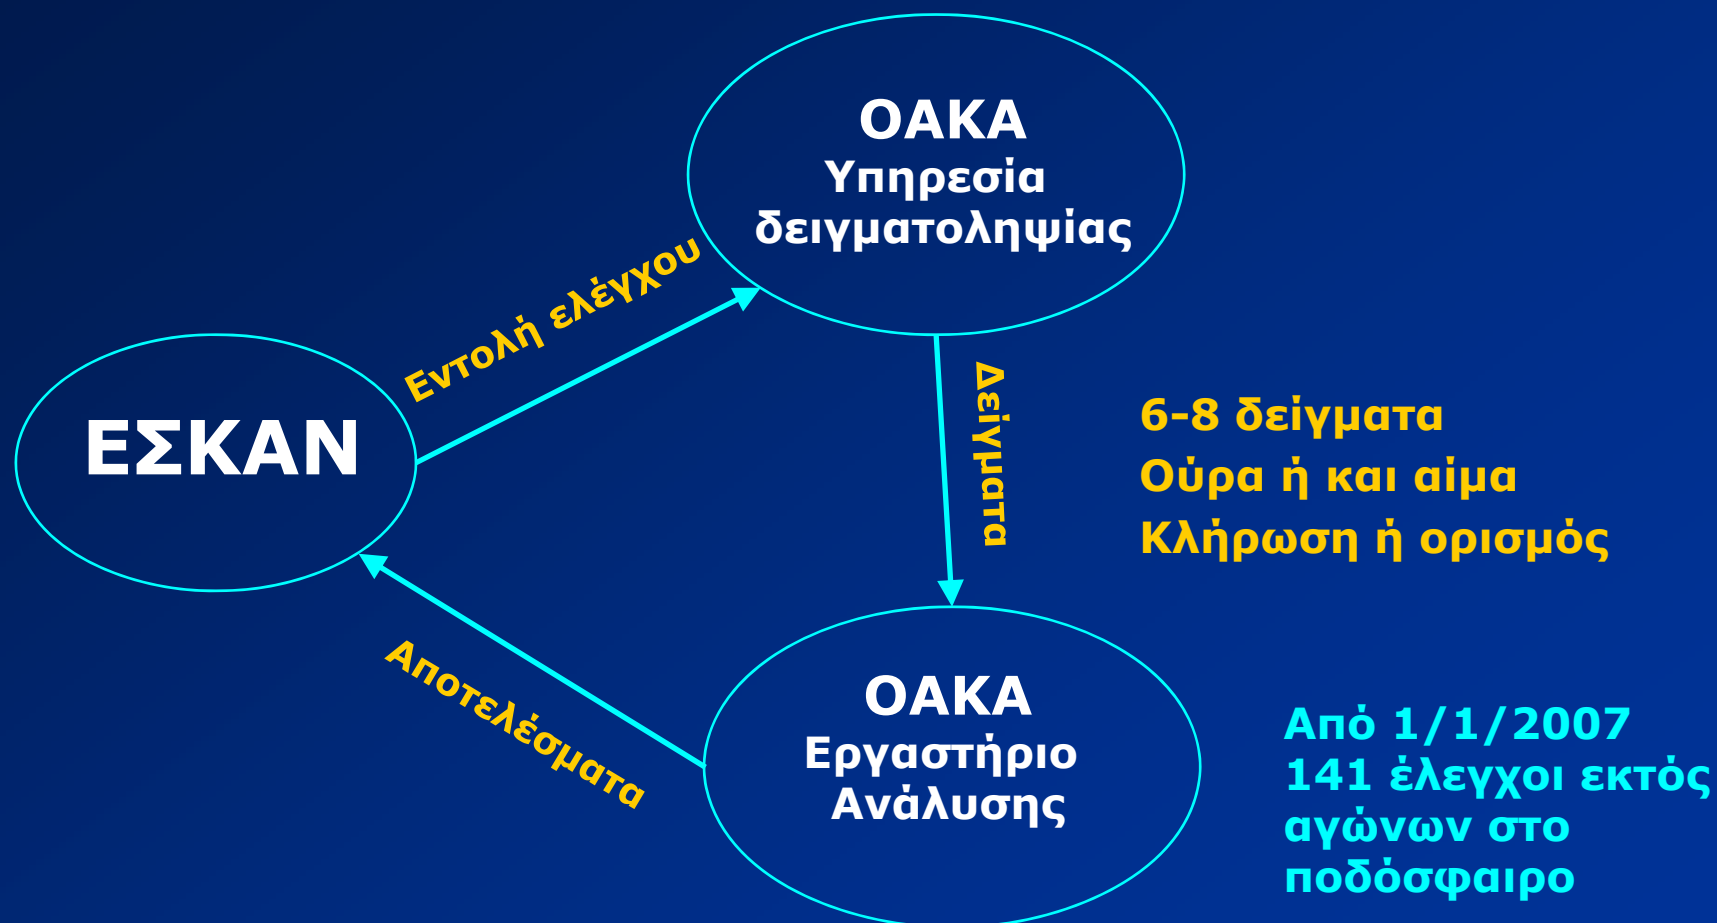 ΟΑΚΑ
Υπηρεσία
δειγματοληψίας
Εντολή ελέγχου
ΕΣΚΑΝ
Δείγματα
6-8 δείγματα
Ούρα ή και αίμα
Κλήρωση ή ορισμός
Αποτελέσματα
ΟΑΚΑ
Εργαστήριο
Ανάλυσης
Από 1/1/2007
141 έλεγχοι εκτός
αγώνων στο
ποδόσφαιρο